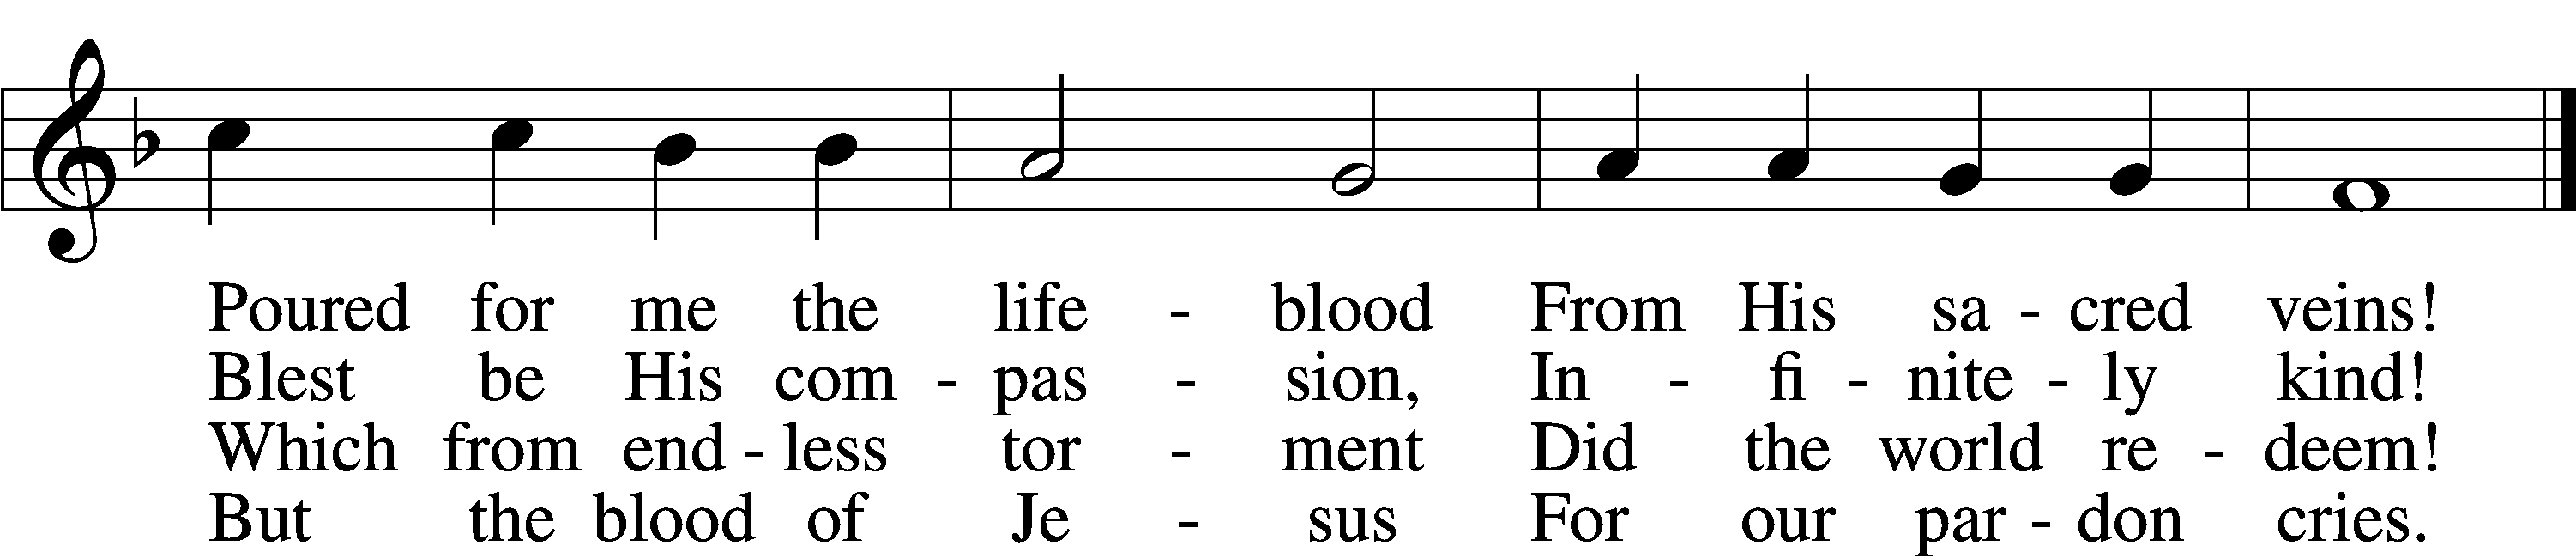 Poured for me the life - blood From His sa - cred veins!
Blest be His com - pas - sion, In - fi - nite - ly kind!
Which from end - less tor - ment Did the world re - deem!
But the blood of Je - sus For our par - don cries.